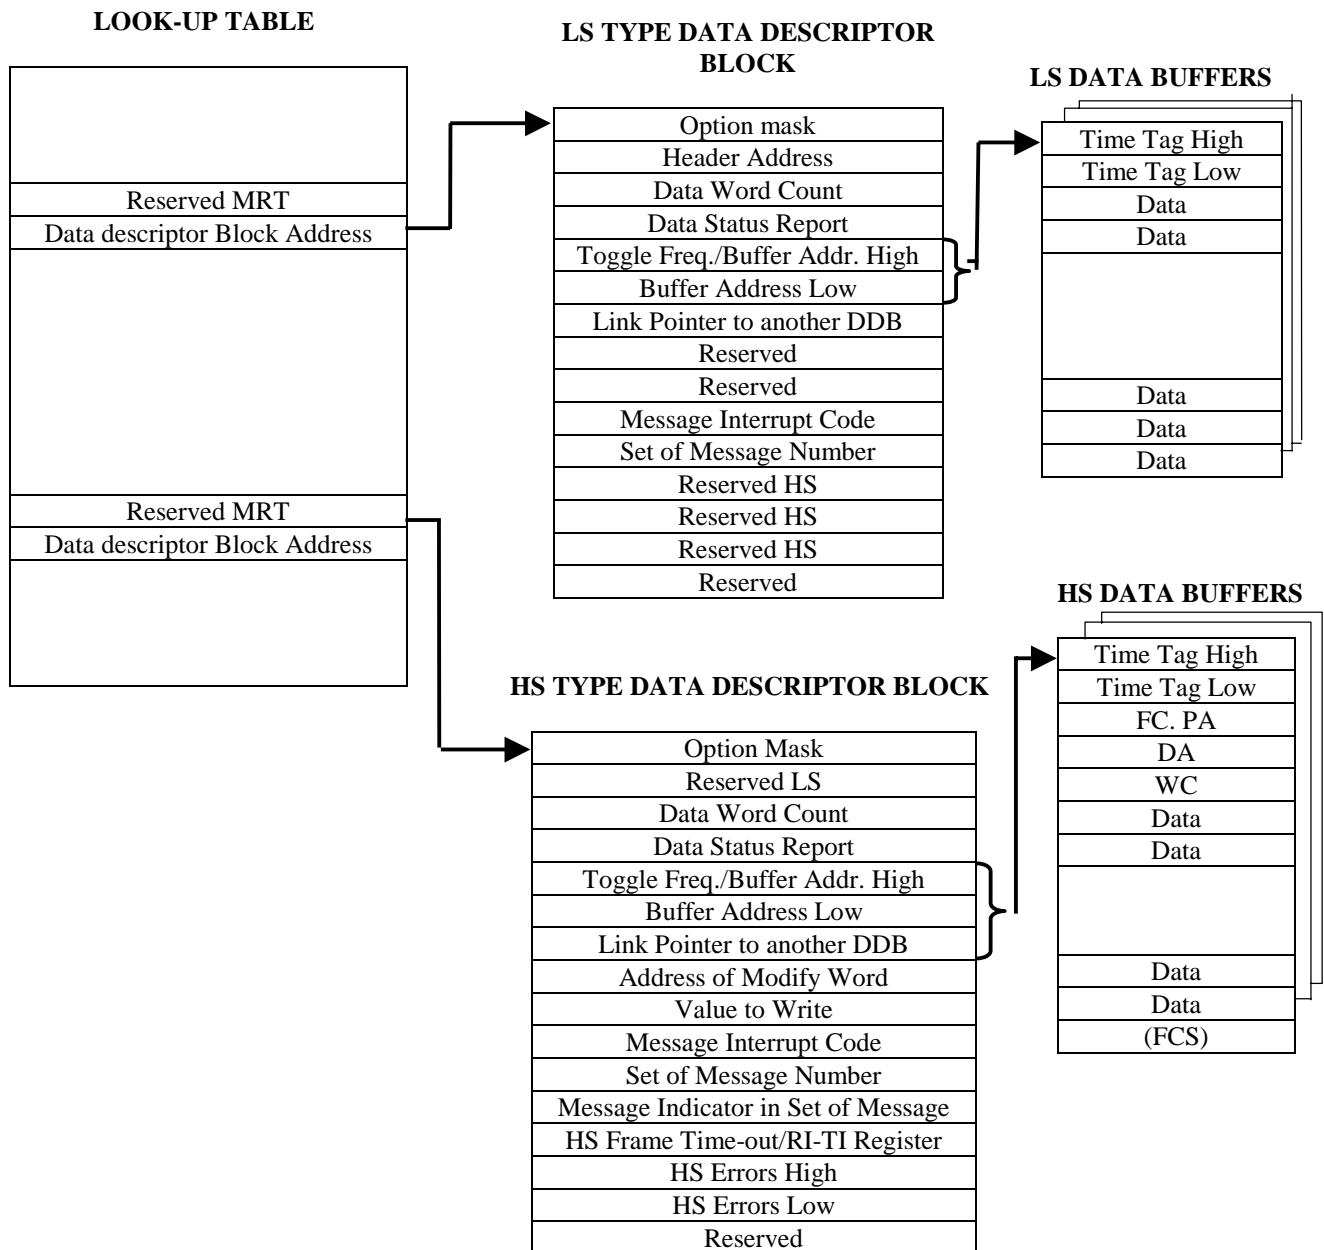 LOOK-UP TABLE
Reserved MRT
Data descriptor Block Address
Reserved MRT
Data descriptor Block Address
LS TYPE DATA DESCRIPTOR
BLOCK
Option mask
Header Address
Data Word Count
Data Status Report
Toggle Freq./Buffer Addr. High
Buffer Address Low
Link Pointer to another DDB
Reserved
Reserved
Message Interrupt Code
Set of Message Number
Reserved HS
Reserved HS
Reserved HS
Reserved
LS DATA BUFFERS
Time Tag High
Time Tag Low
Data
Data
Data
Data
Data
HS TYPE DATA DESCRIPTOR BLOCK
Option Mask
Reserved LS
Data Word Count
Data Status Report
Toggle Freq./Buffer Addr. High
Buffer Address Low
Link Pointer to another DDB
Address of Modify Word
Value to Write
Message Interrupt Code
Set of Message Number
Message Indicator in Set of Message
HS Frame Time-out/RI-TI Register
HS Errors High
HS Errors Low
Reserved
HS DATA BUFFERS
Time Tag High
Time Tag Low
FC. PA
DA
WC
Data
Data
Data
Data
(FCS)